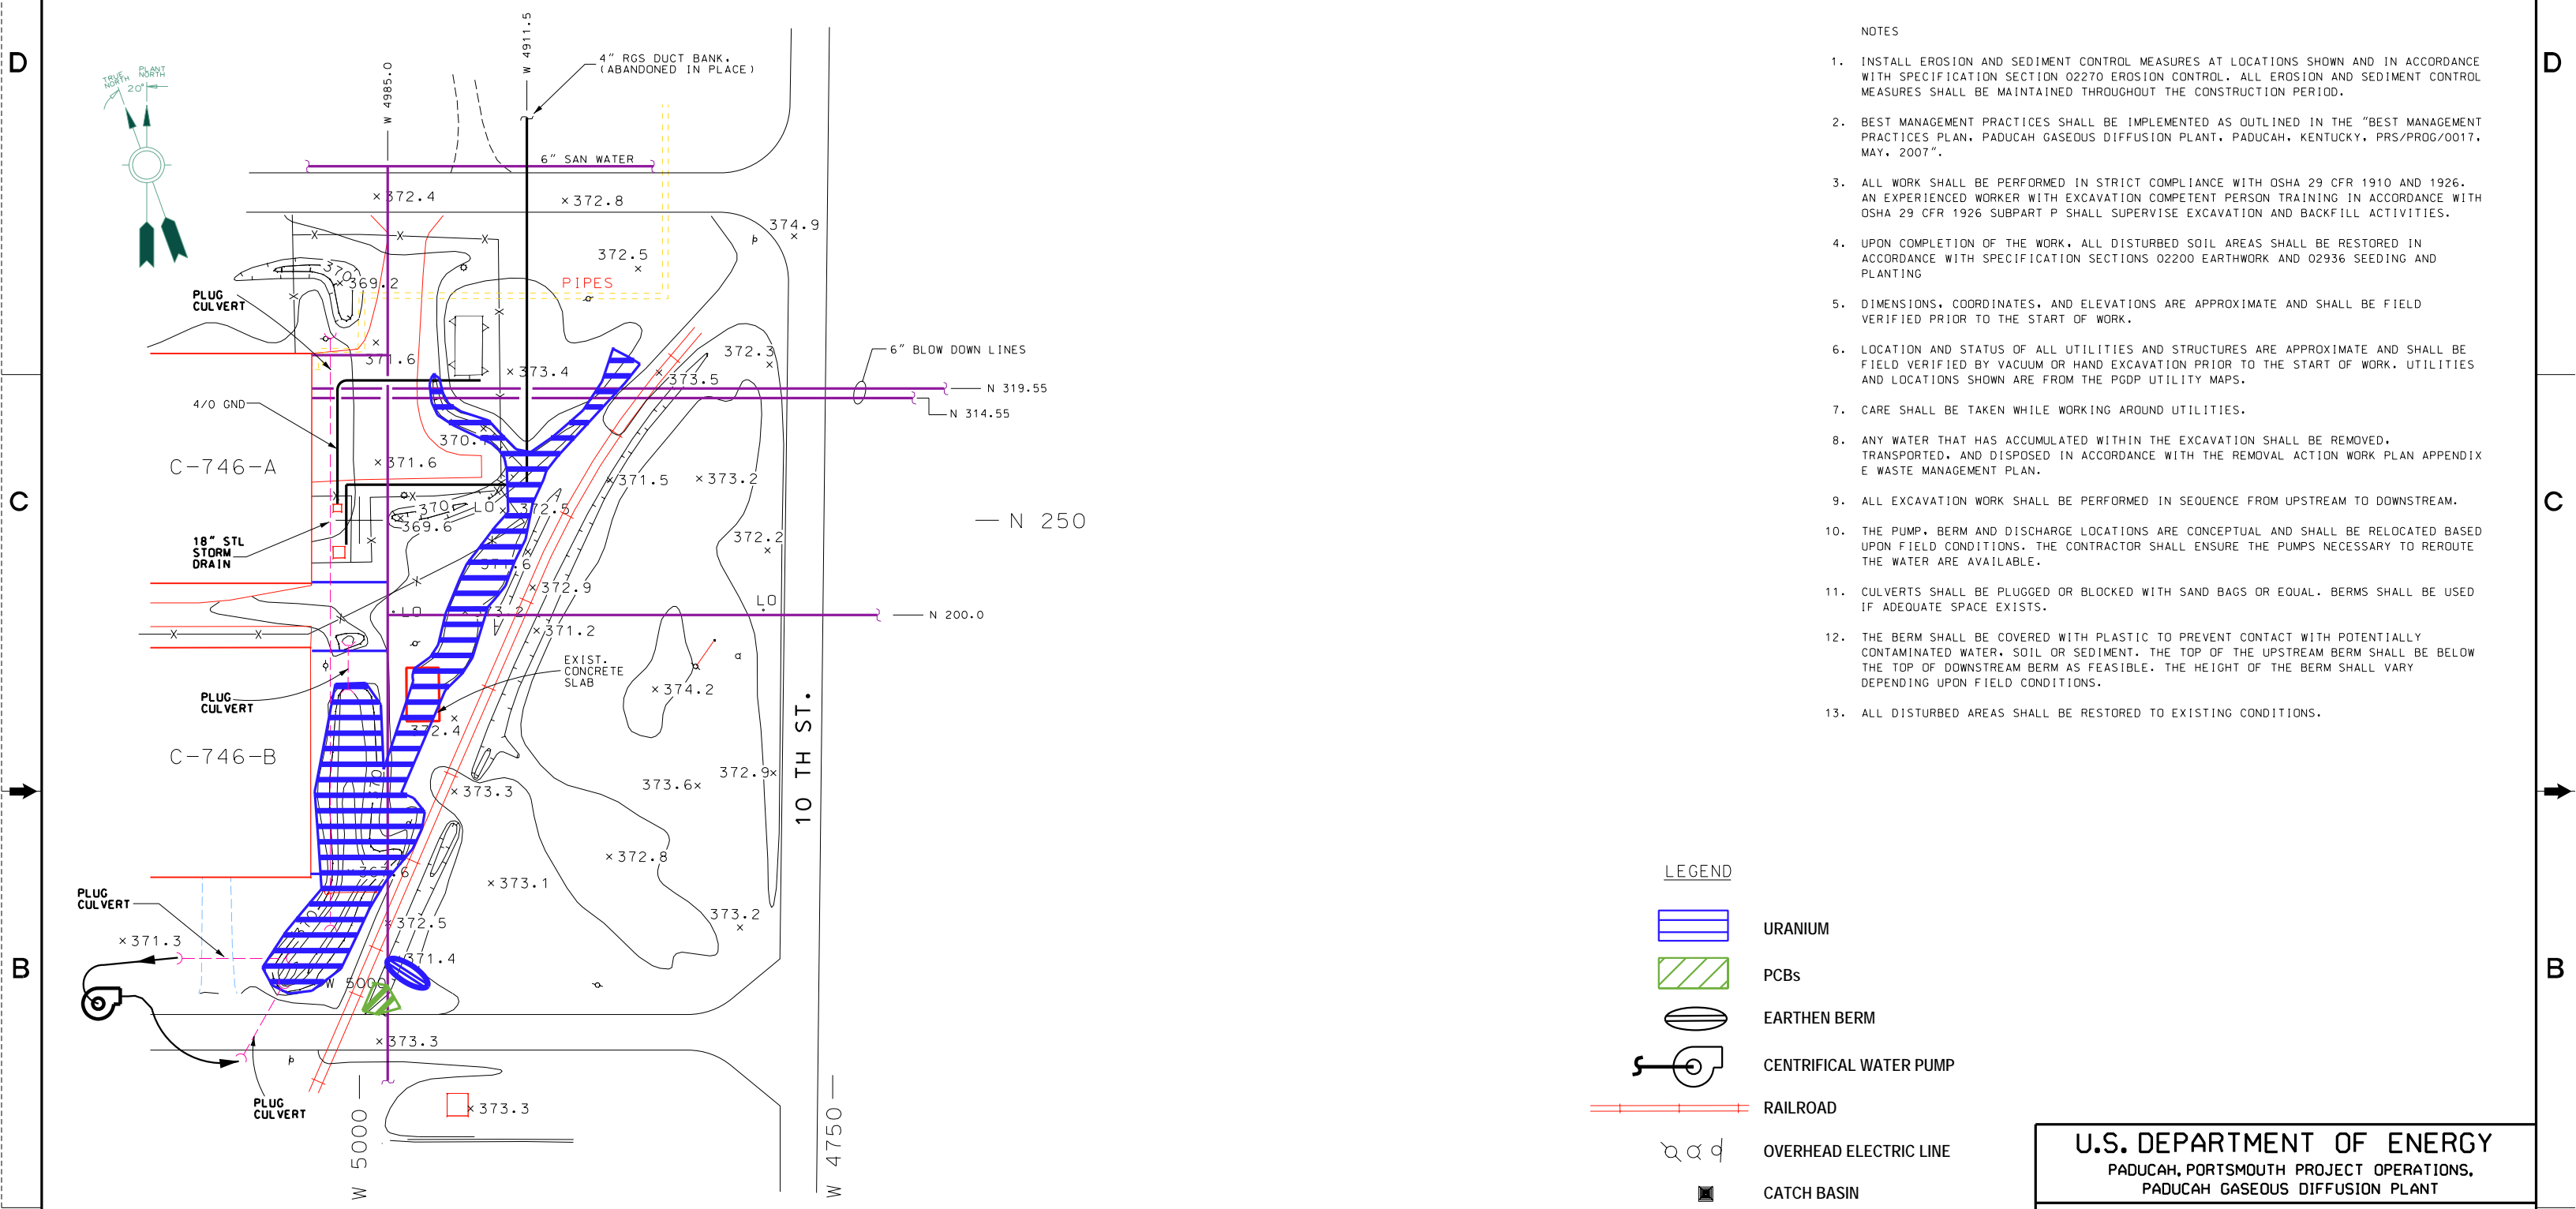 D
D
C
C
B
B
TRUE NORTH
PLANT NORTH
20°
W 4985.0
W 4911.5
4" RGS DUCT BANK.
(ABANDONED IN PLACE)
6" SAN WATER
×372.4
×372.8
374.9
372.5
370
369.2
PIPES
PLUG
CULVERT
371.6
×373.4
372.3
373.5
6" BLOW DOWN LINES
N 319.55
N 314.55
4/0 GND
370.
C-746-A
×371.6
371.5
×373.2
370
LO
372.5
369.6
N 250
18" STL
STORM
DRAIN
372.2
372.9
LO
LO
N 200.0
371.2
EXIST.
CONCRETE
SLAB
×374.2
PLUG
CULVERT
372.4
10 TH ST.
C-746-B
370
372.9×
373.6×
×373.3
×372.8
×373.1
PLUG
CULVERT
373.2
372.5
×371.3
371.4
W 5000
×373.3
PLUG
CULVERT
×373.3
W 5000
W 4750
NOTES
1. INSTALL EROSION AND SEDIMENT CONTROL MEASURES AT LOCATIONS SHOWN AND IN ACCORDANCE
WITH SPECIFICATION SECTION 02270 EROSION CONTROL. ALL EROSION AND SEDIMENT CONTROL
MEASURES SHALL BE MAINTAINED THROUGHOUT THE CONSTRUCTION PERIOD.
2. BEST MANAGEMENT PRACTICES SHALL BE IMPLEMENTED AS OUTLINED IN THE "BEST MANAGEMENT
PRACTICES PLAN, PADUCAH GASEOUS DIFFUSION PLANT, PADUCAH, KENTUCKY, PRS/PROG/0017,
MAY, 2007".
3. ALL WORK SHALL BE PERFORMED IN STRICT COMPLIANCE WITH OSHA 29 CFR 1910 AND 1926.
AN EXPERIENCED WORKER WITH EXCAVATION COMPETENT PERSON TRAINING IN ACCORDANCE WITH
OSHA 29 CFR 1926 SUBPART P SHALL SUPERVISE EXCAVATION AND BACKFILL ACTIVITIES.
4. UPON COMPLETION OF THE WORK, ALL DISTURBED SOIL AREAS SHALL BE RESTORED IN
ACCORDANCE WITH SPECIFICATION SECTIONS 02200 EARTHWORK AND 02936 SEEDING AND
PLANTING
5. DIMENSIONS, COORDINATES, AND ELEVATIONS ARE APPROXIMATE AND SHALL BE FIELD
VERIFIED PRIOR TO THE START OF WORK.
6. LOCATION AND STATUS OF ALL UTILITIES AND STRUCTURES ARE APPROXIMATE AND SHALL BE
FIELD VERIFIED BY VACUUM OR HAND EXCAVATION PRIOR TO THE START OF WORK. UTILITIES
AND LOCATIONS SHOWN ARE FROM THE PGDP UTILITY MAPS.
7. CARE SHALL BE TAKEN WHILE WORKING AROUND UTILITIES.
8. ANY WATER THAT HAS ACCUMULATED WITHIN THE EXCAVATION SHALL BE REMOVED,
TRANSPORTED, AND DISPOSED IN ACCORDANCE WITH THE REMOVAL ACTION WORK PLAN APPENDIX
E WASTE MANAGEMENT PLAN.
9. ALL EXCAVATION WORK SHALL BE PERFORMED IN SEQUENCE FROM UPSTREAM TO DOWNSTREAM.
10. THE PUMP, BERM AND DISCHARGE LOCATIONS ARE CONCEPTUAL AND SHALL BE RELOCATED BASED
UPON FIELD CONDITIONS. THE CONTRACTOR SHALL ENSURE THE PUMPS NECESSARY TO REROUTE
THE WATER ARE AVAILABLE.
11. CULVERTS SHALL BE PLUGGED OR BLOCKED WITH SAND BAGS OR EQUAL. BERMS SHALL BE USED
IF ADEQUATE SPACE EXISTS.
12. THE BERM SHALL BE COVERED WITH PLASTIC TO PREVENT CONTACT WITH POTENTIALLY
CONTAMINATED WATER, SOIL OR SEDIMENT. THE TOP OF THE UPSTREAM BERM SHALL BE BELOW
THE TOP OF DOWNSTREAM BERM AS FEASIBLE. THE HEIGHT OF THE BERM SHALL VARY
DEPENDING UPON FIELD CONDITIONS.
13. ALL DISTURBED AREAS SHALL BE RESTORED TO EXISTING CONDITIONS.
LEGEND
URANIUM
PCBs
EARTHEN BERM
CENTRIFICAL WATER PUMP
RAILROAD
OVERHEAD ELECTRIC LINE
CATCH BASIN
U.S. DEPARTMENT OF ENERGY
PADUCAH, PORTSMOUTH PROJECT OPERATIONS,
PADUCAH GASEOUS DIFFUSION PLANT